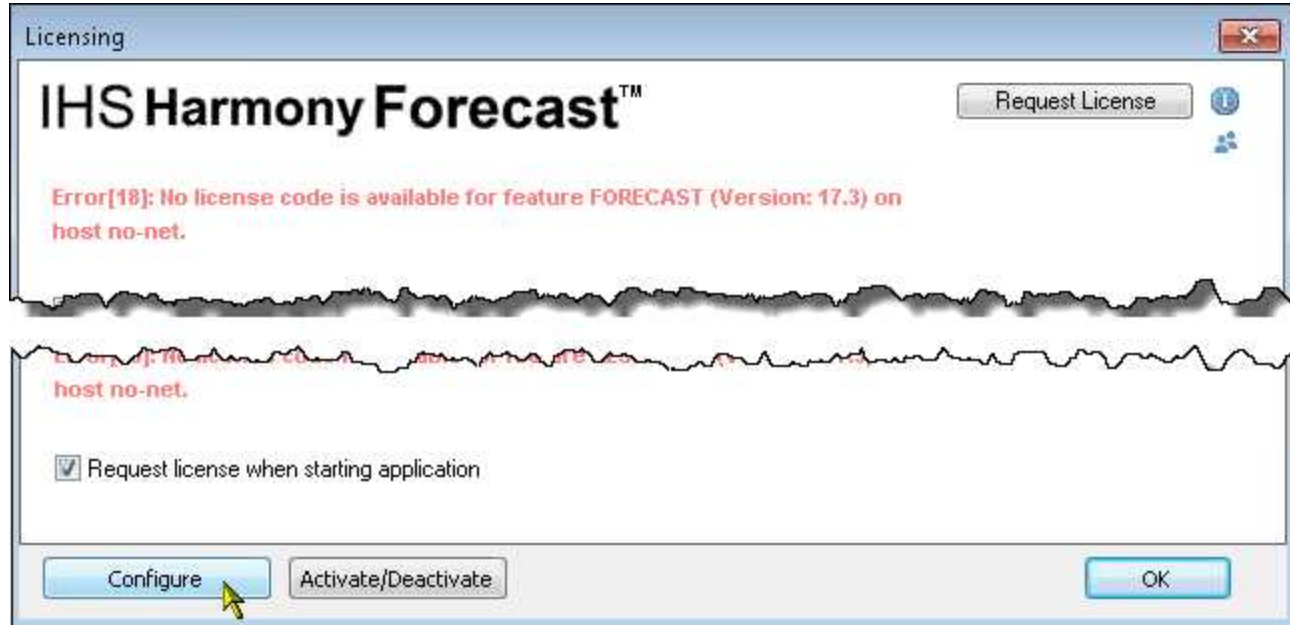 Licensing
IHS Harmony Forecast™
Request License
Error[18]: No license code is available for feature FORECAST (Version: 17.3) on
host no-net.
host no-net.
Request license when starting application
Configure
Activate/Deactivate
OK